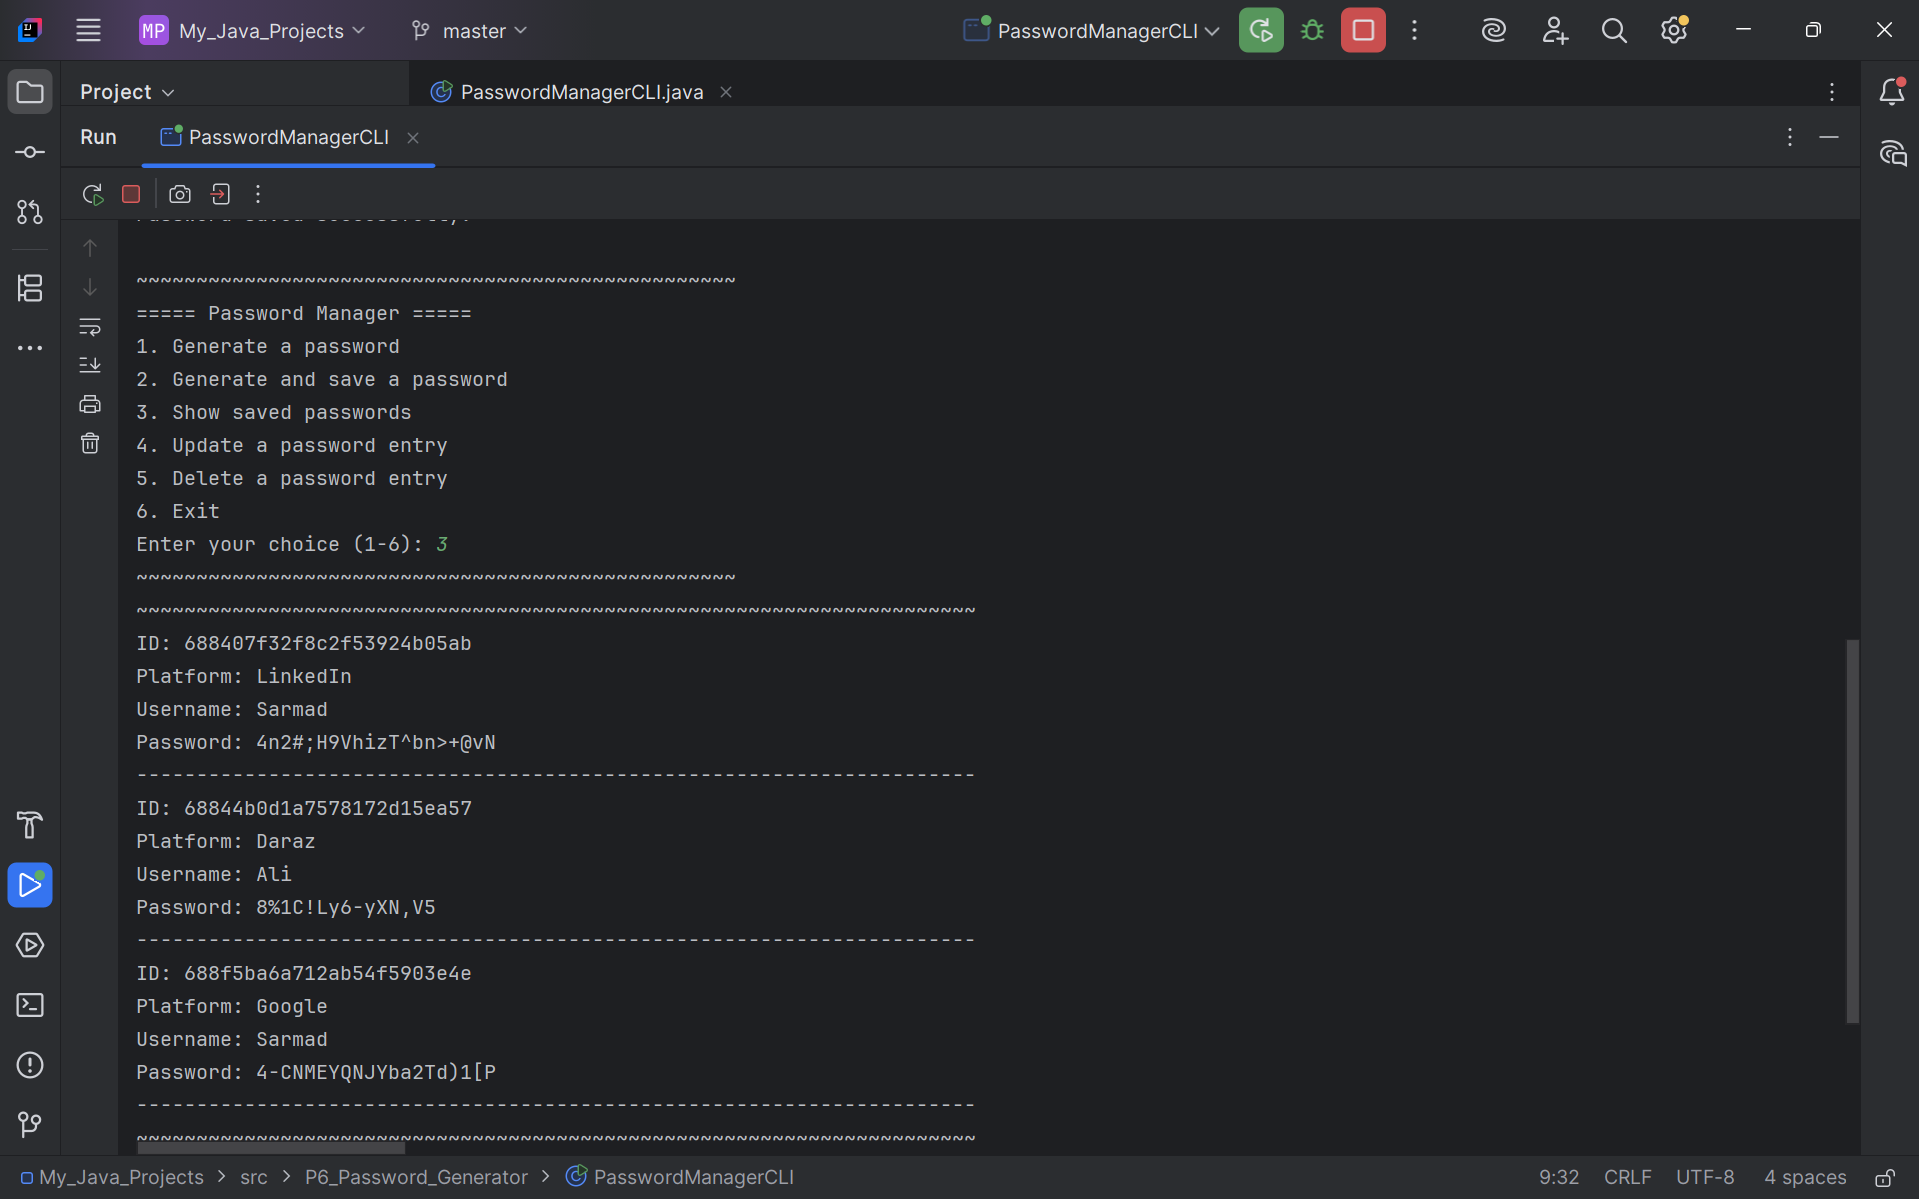 MP My_Java_Projects master PasswordManagerCLI
Project PasswordManagerCLI.java
Run PasswordManagerCLI
Password saved successfully!
~~~~~~~~~~~~~~~~~~~~~~~~~~~~~~~~~~~~~~~~~~~~~~~~~~
===== Password Manager =====
1. Generate a password
2. Generate and save a password
3. Show saved passwords
4. Update a password entry
5. Delete a password entry
6. Exit
Enter your choice (1-6): 3
~~~~~~~~~~~~~~~~~~~~~~~~~~~~~~~~~~~~~~~~~~~~~~~~~~
~~~~~~~~~~~~~~~~~~~~~~~~~~~~~~~~~~~~~~~~~~~~~~~~~~~~~~~~~~~~~~~~~~~~~~
ID: 688407f32f8c2f53924b05ab
Platform: LinkedIn
Username: Sarmad
Password: 4n2#;H9VhizT^bn>+@vN
----------------------------------------------------------------------
ID: 68844b0d1a7578172d15ea57
Platform: Daraz
Username: Ali
Password: 8%1C!Ly6-yXN,V5
----------------------------------------------------------------------
ID: 688f5ba6a712ab54f5903e4e
Platform: Google
Username: Sarmad
Password: 4-CNMEYQNJYba2Td)1[P
----------------------------------------------------------------------
~~~~~~~~~~~~~~~~~~~~~~~~~~~~~~~~~~~~~~~~~~~~~~~~~~~~~~~~~~~~~~~~~~~~~~
My_Java_Projects > src > P6_Password_Generator > PasswordManagerCLI 9:32 CRLF UTF-8 4 spaces